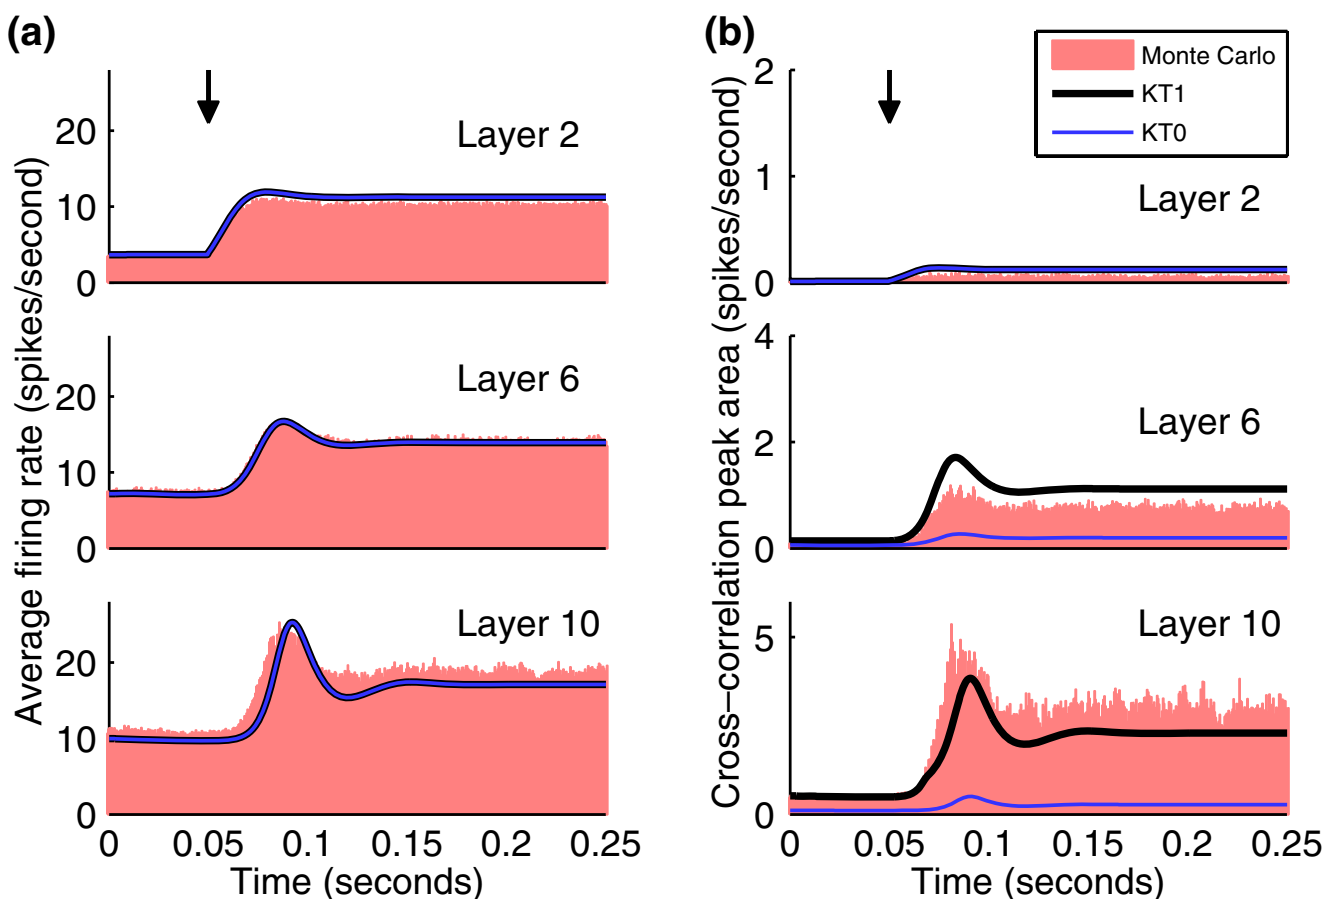 (a)
Average firing rate (spikes/second)
Layer 2
20
10
0
Layer 6
20
10
0
Layer 10
20
10
0
0 0.05 0.1 0.15 0.2 0.25
Time (seconds)
(b)
Monte Carlo
KT1
KT0
Cross–correlation peak area (spikes/second)
2
1
0
Layer 2
4
2
0
Layer 6
5
0
Layer 10
0 0.05 0.1 0.15 0.2 0.25
Time (seconds)